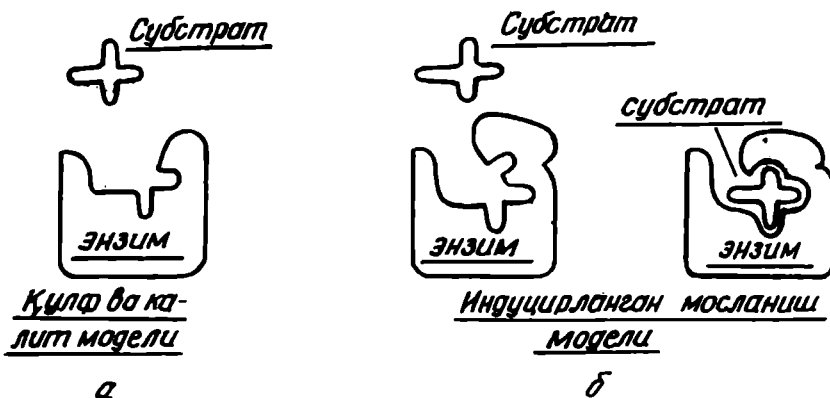 Субстрат
энзим
Қулф ва ка-
лит модели
а
Субстрат
субстрат
энзим
энзим
Индуцирланган мосланиш
модели
б